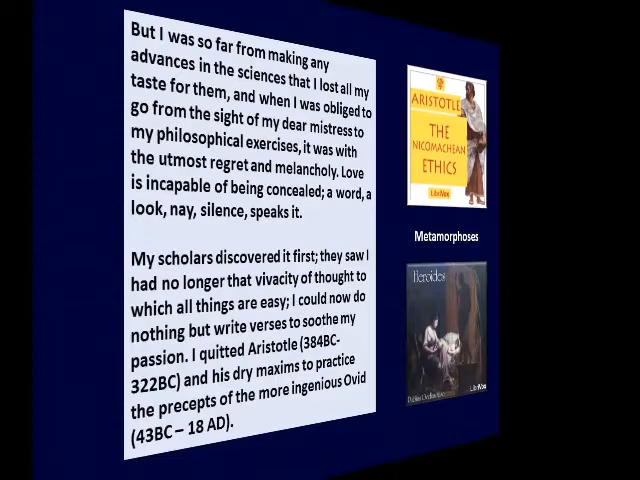 But I was so far from making any
advances in the sciences that I lost all my
taste for them, and when I was obliged to
go from the sight of my dear mistress to
my philosophical exercises, it was with
the utmost regret and melancholy. Love
is incapable of being concealed; a word, a
look, nay, silence, speaks it.
My scholars discovered it first; they saw I
had no longer that vivacity of thought to
which all things are easy; I could now do
nothing but write verses to soothe my
passion. I quitted Aristotle (384BC-
322BC) and his dry maxims to practice
the precepts of the more ingenious Ovid
(43BC – 18 AD).
ARISTOTLE
THE
NICOMACHEAN
ETHICS
LibriVox
Metamorphoses
Heroides
LibriVox